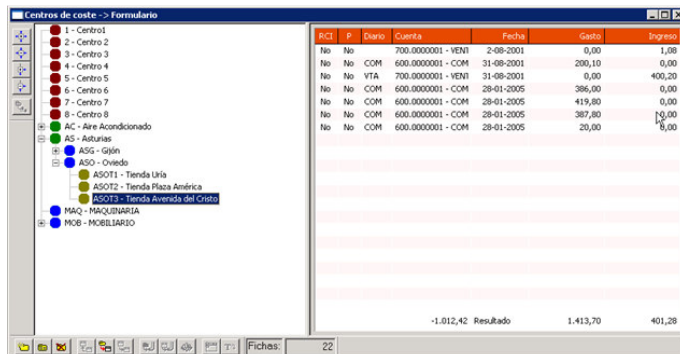 Centros de coste -> Formulario
1 - Centro1
2 - Centro 2
3 - Centro 3
4 - Centro 4
5 - Centro 5
6 - Centro 6
7 - Centro 7
8 - Centro 8
AC - Aire Acondicionado
AS - Asturias
ASG - Gijón
ASO - Oviedo
ASOT1 - Tienda Uría
ASOT2 - Tienda Plaza América
ASOT3 - Tienda Avenida del Cristo
MAQ - MAQUINARIA
MOB - MOBILIARIO
RCI P Diario Cuenta Fecha Gasto Ingreso
No No 700.0000001 - VENT 2-08-2001 0,00 1,08
No No COM 600.0000001 - COM 31-08-2001 200,10 0,00
No No VTA 700.0000001 - VENT 31-08-2001 0,00 400,20
No No COM 600.0000001 - COM 28-01-2005 386,00 0,00
No No COM 600.0000001 - COM 28-01-2005 419,80 0,00
No No COM 600.0000001 - COM 28-01-2005 387,80 0,00
No No COM 600.0000001 - COM 28-01-2005 20,00 0,00
-1.012,42 Resultado 1.413,70 401,28
Fichas: 22